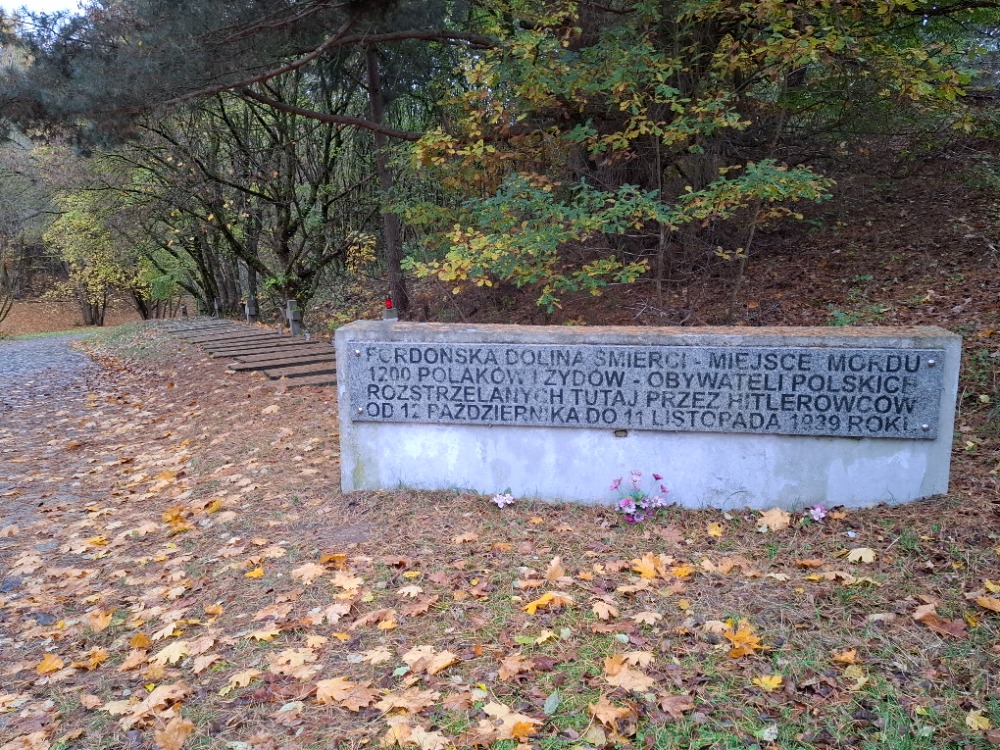 FORDOŃSKA DOLINA ŚMIERCI - MIEJSCE MORDU
1200 POLAKÓW I ŻYDÓW - OBYWATELI POLSKICH
ROZSTRZELANYCH TUTAJ PRZEZ HITLEROWCÓW
OD 12 PAŹDZIERNIKA DO 11 LISTOPADA 1939 ROKU